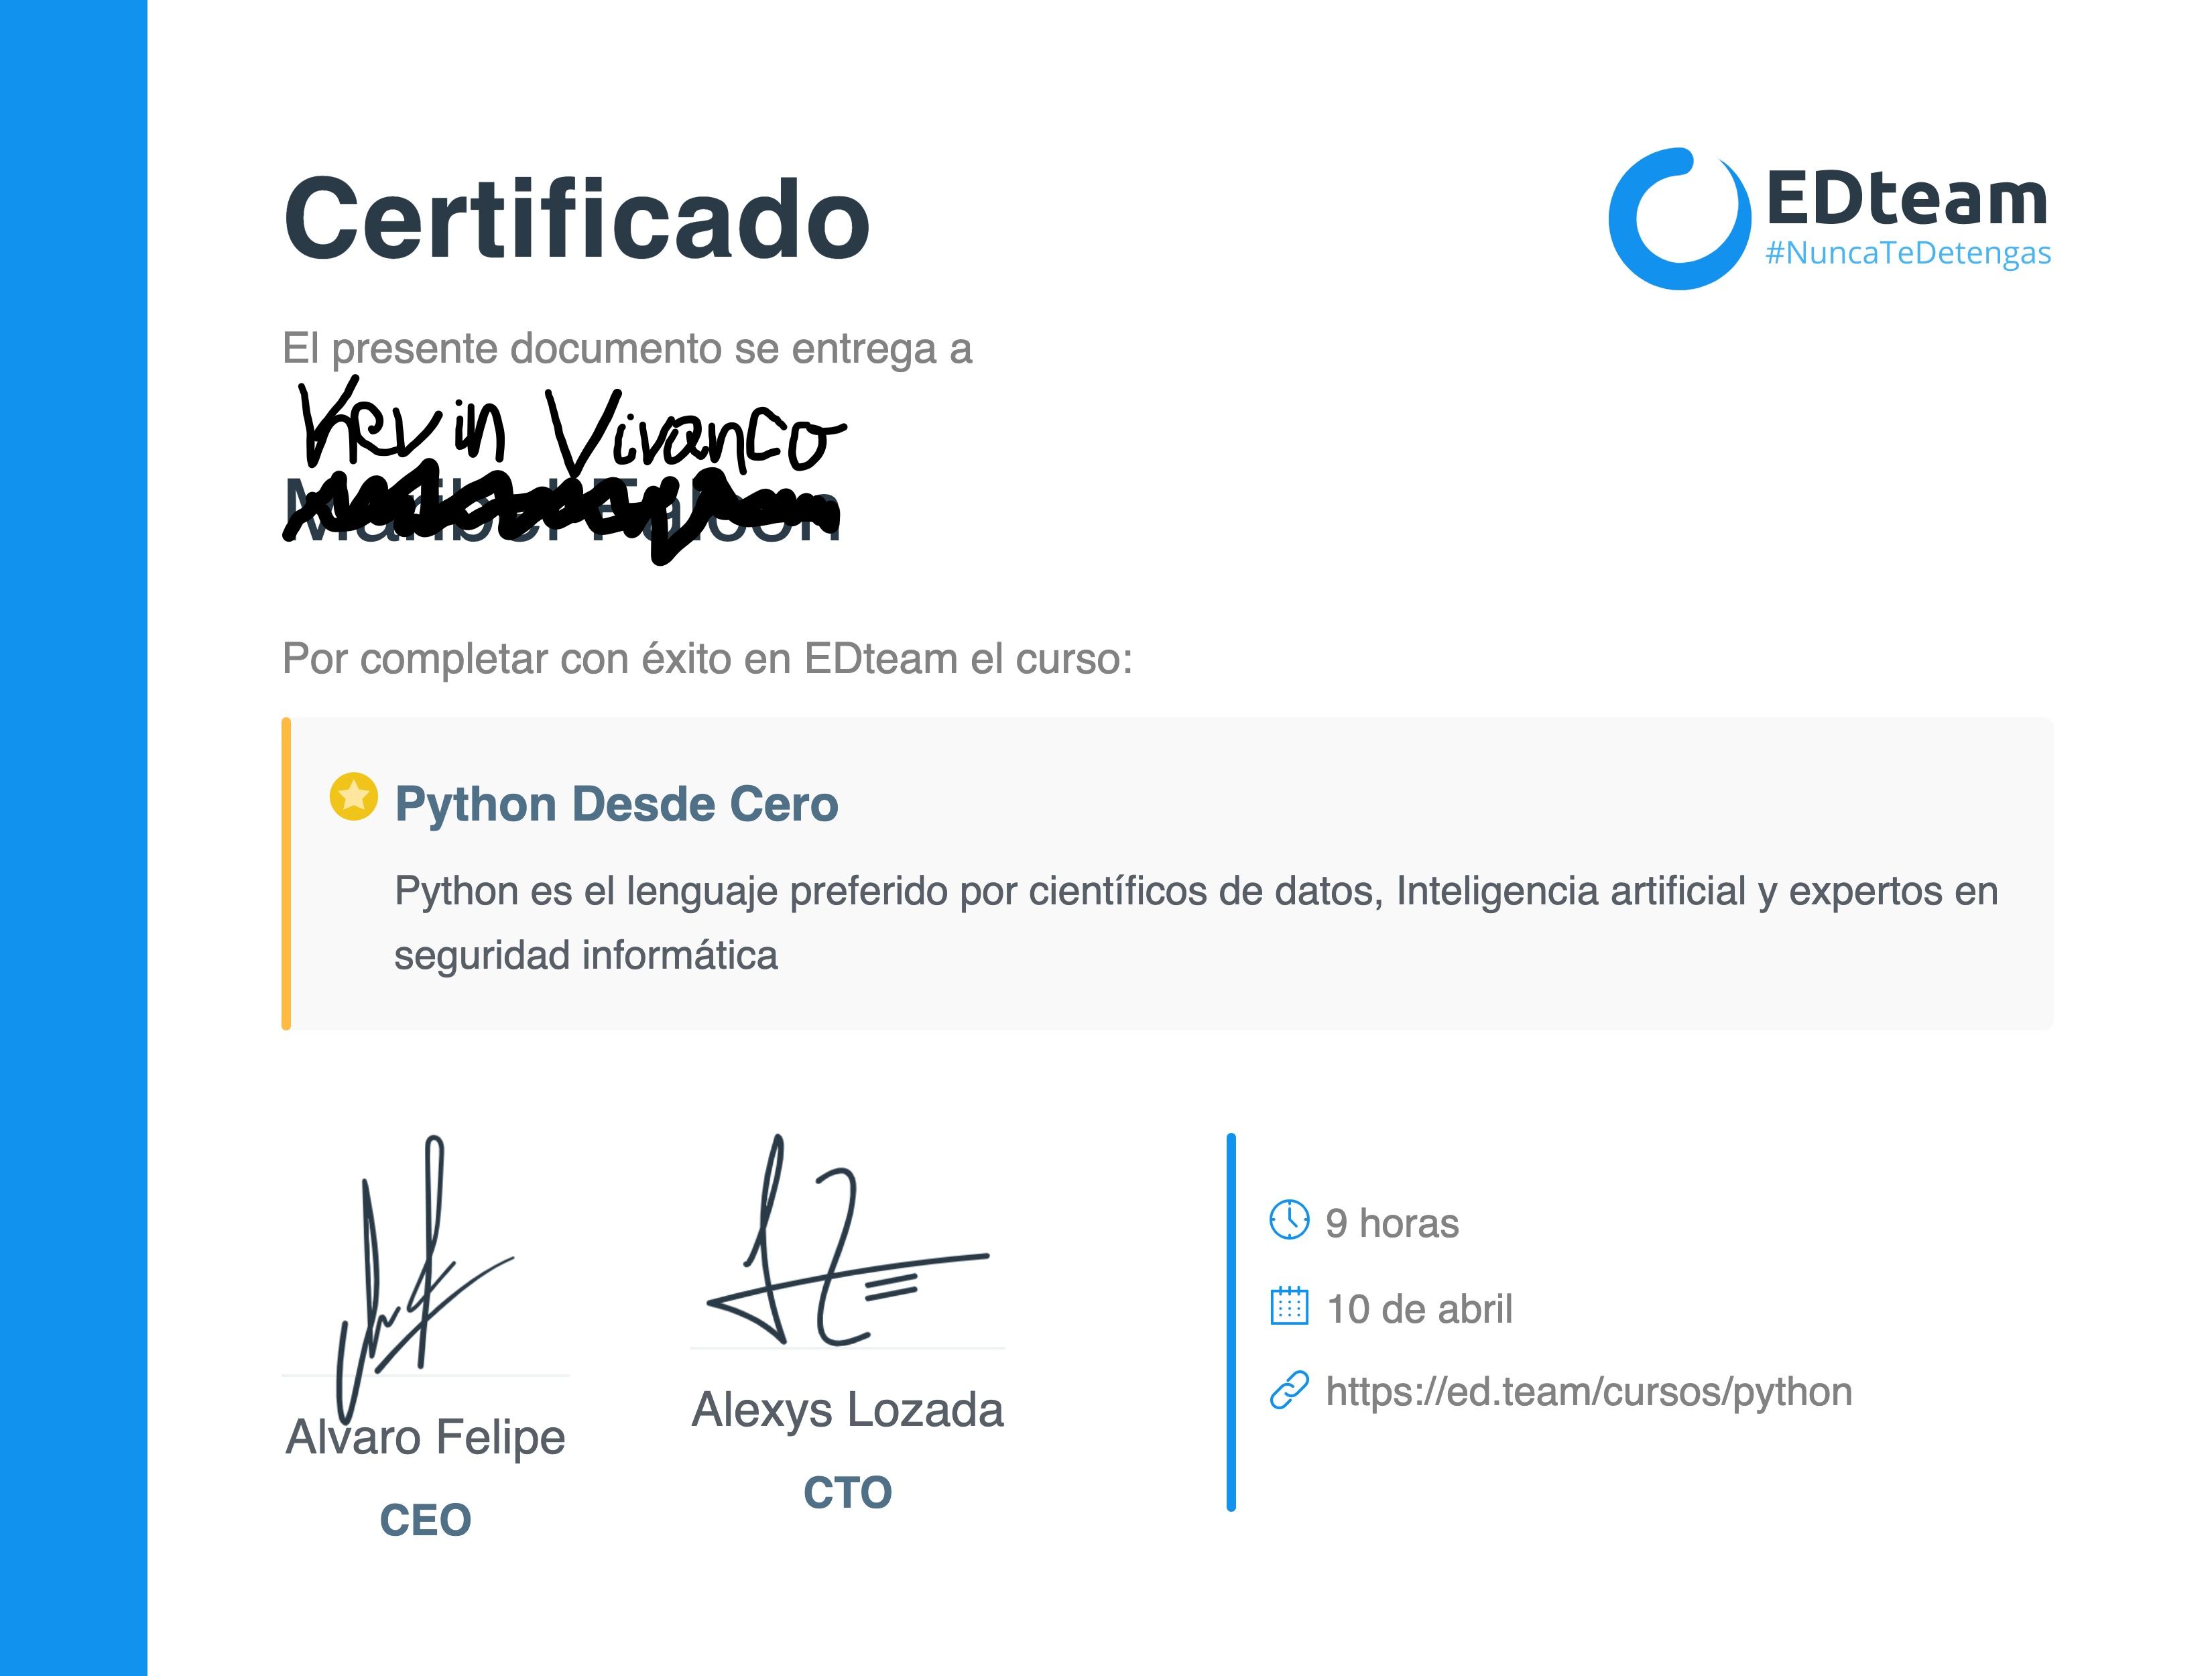 Certificado
EDteam
#NuncaTeDetengas
El presente documento se entrega a
Kevin Vivanco
Por completar con éxito en EDteam el curso:
Python Desde Cero
Python es el lenguaje preferido por científicos de datos, Inteligencia artificial y expertos en
seguridad informática
Alvaro Felipe
CEO
Alexys Lozada
CTO
9 horas
10 de abril
https://ed.team/cursos/python